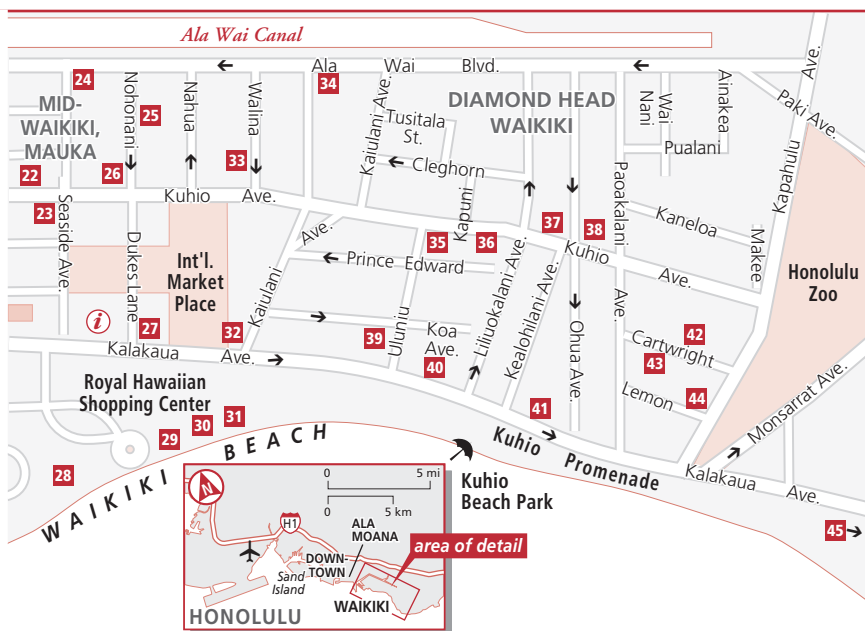 Ala Wai Canal
24
34
Ala Wai Blvd.
Ave.
MID-
WAIKIKI,
MAUKA
Nohonani
25
Nahua
Walina
Kaiulani Ave.
Tusitala
St.
DIAMOND HEAD
WAIKIKI
Wai
Nani
Ainakea
Paki Ave.
Pualani
33
22
26
Cleghorn
Kapahulu
Paoakalani
23
Seaside Ave.
Kuhio Ave.
Kapuni
Kaneloa
Makee
Dukes Lane
Int'l.
Market
Place
Ave.
Kaiulani
35
36
37
38
Kuhio
Ave.
Prince Edward
Liliuokalani Ave.
Kealohilani Ave.
Ohua Ave.
Ave.
Honolulu
Zoo
i
27
32
39
Uluniu
Koa
Ave.
40
42
Cartwright
43
Kalakaua Ave.
Lemon
44
Monsarrat Ave.
Royal Hawaiian
Shopping Center
31
30
29
28
41
WAIKIKI BEACH
Kuhio Promenade
Kalakaua
Ave.
Kuhio
Beach Park
45
N
0 5 mi
0 5 km
H1
ALA
MOANA
area of detail
DOWN-
TOWN
Sand
Island
WAIKIKI
HONOLULU